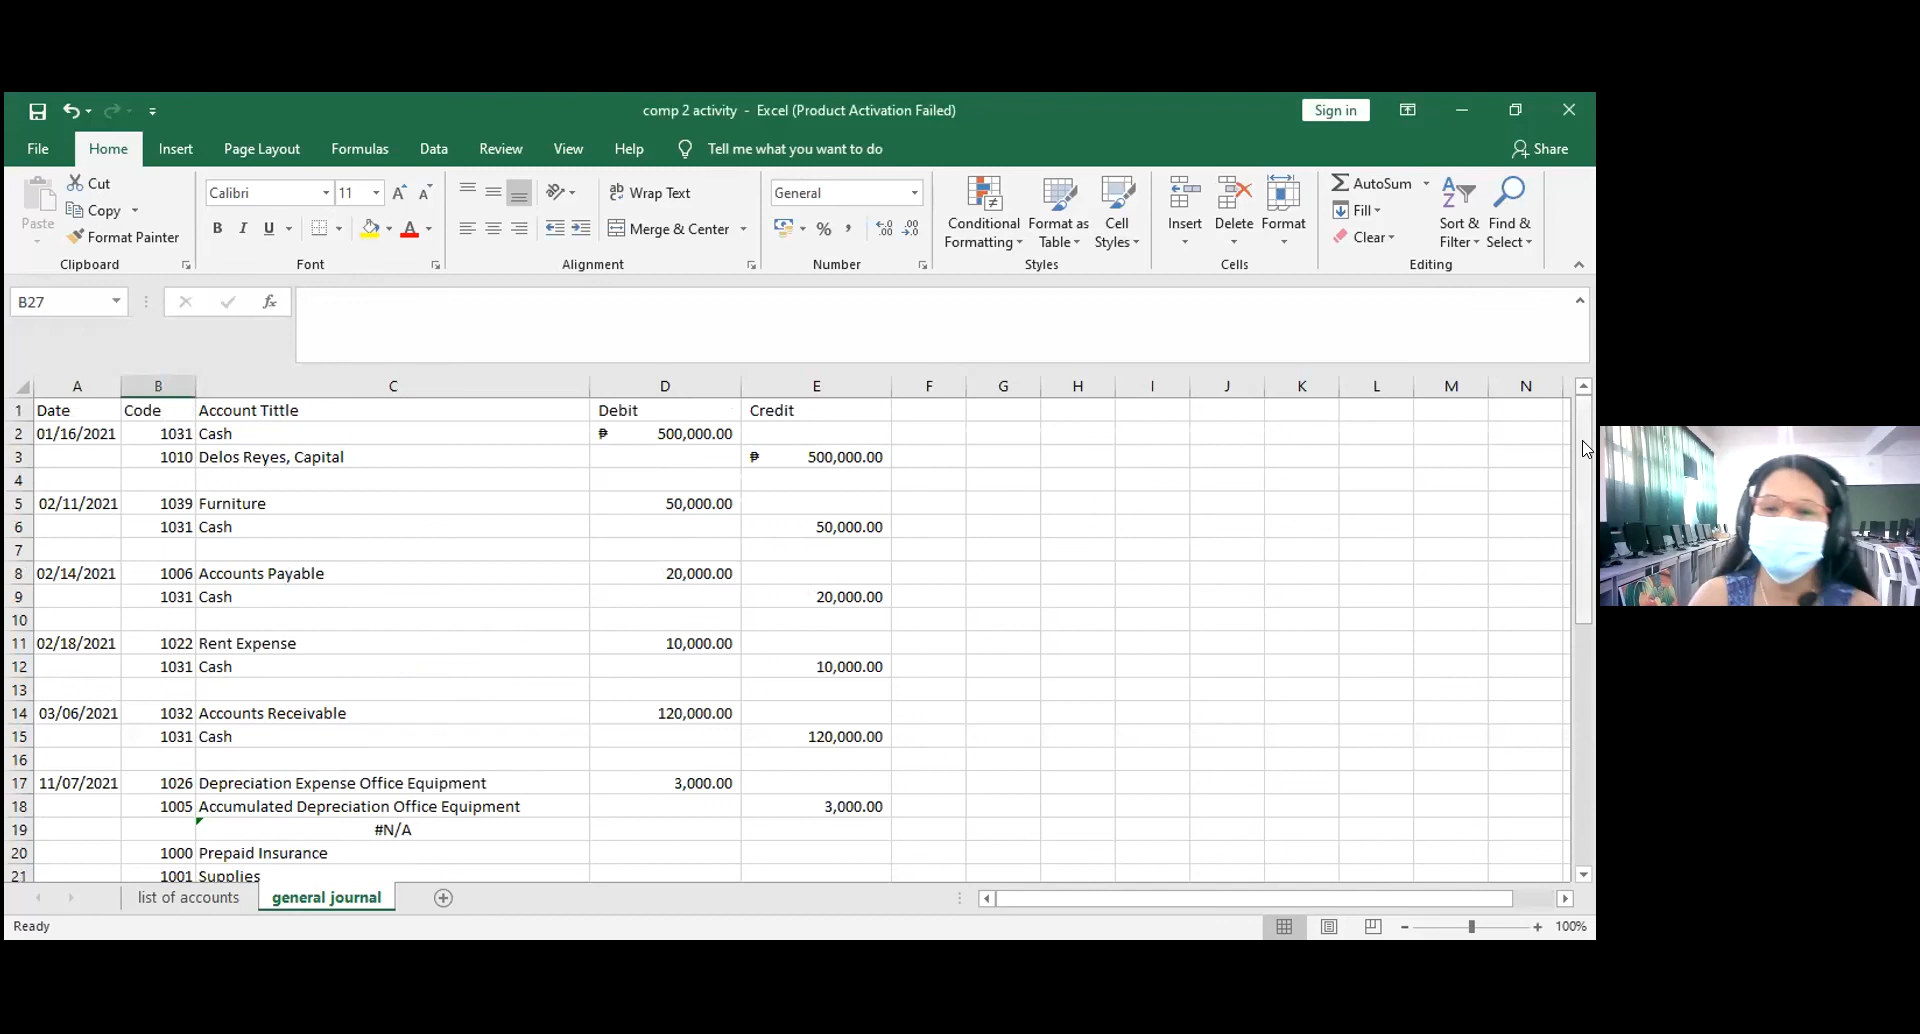 comp 2 activity - Excel (Product Activation Failed)
Sign in
File Home Insert Page Layout Formulas Data Review View Help Tell me what you want to do Share
Cut
Copy
Format Painter
Paste
Clipboard
Calibri 11
B I U
Font
ab Wrap Text
Merge & Center
Alignment
General
%
Number
Conditional Formatting
Format as Table
Cell Styles
Styles
Insert Delete Format
Cells
AutoSum
Fill
Clear
Sort & Filter
Find & Select
Editing
B27 fx
A B C D E F G H I J K L M N
1 Date Code Account Tittle Debit Credit
2 01/16/2021 1031 Cash ₱ 500,000.00
3 1010 Delos Reyes, Capital ₱ 500,000.00
4
5 02/11/2021 1039 Furniture 50,000.00
6 1031 Cash 50,000.00
7
8 02/14/2021 1006 Accounts Payable 20,000.00
9 1031 Cash 20,000.00
10
11 02/18/2021 1022 Rent Expense 10,000.00
12 1031 Cash 10,000.00
13
14 03/06/2021 1032 Accounts Receivable 120,000.00
15 1031 Cash 120,000.00
16
17 11/07/2021 1026 Depreciation Expense Office Equipment 3,000.00
18 1005 Accumulated Depreciation Office Equipment 3,000.00
19 #N/A
20 1000 Prepaid Insurance
21 1001 Supplies
list of accounts general journal
Ready 100%